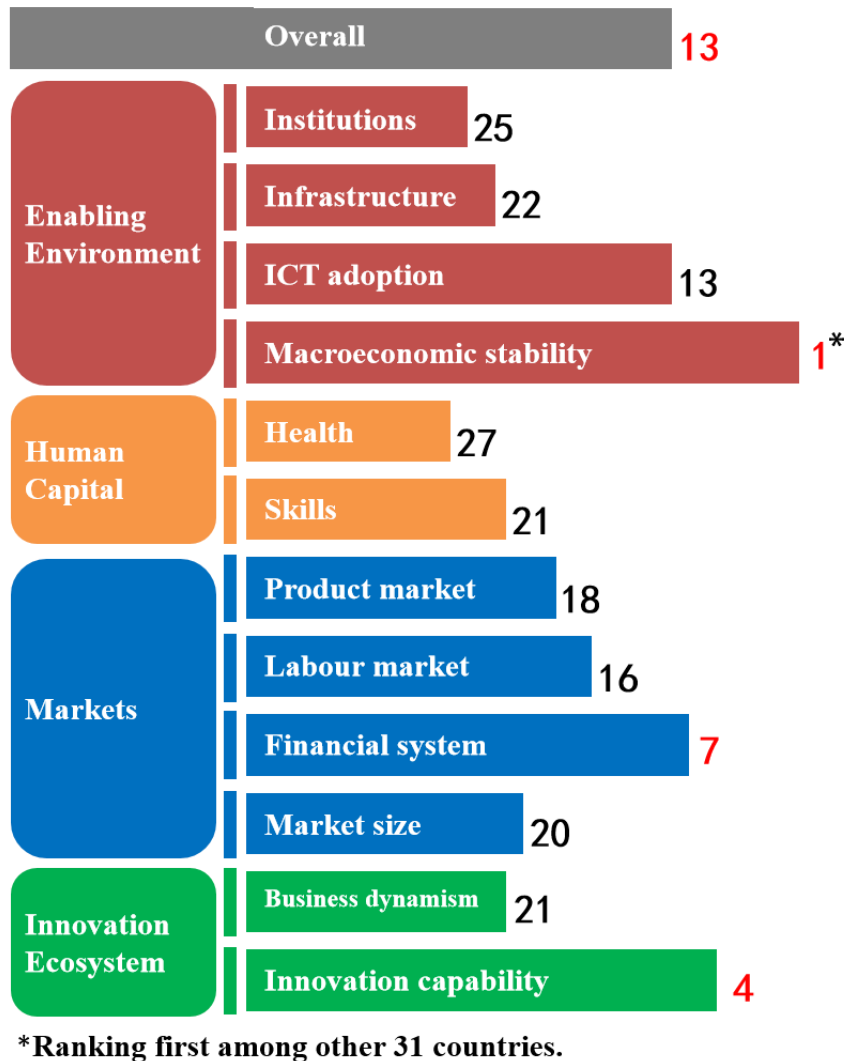 Overall
13
Enabling
Environment
Institutions
25
Infrastructure
22
ICT adoption
13
Macroeconomic stability
1*
Human
Capital
Health
27
Skills
21
Markets
Product market
18
Labour market
16
Financial system
7
Market size
20
Innovation
Ecosystem
Business dynamism
21
Innovation capability
4
*Ranking first among other 31 countries.